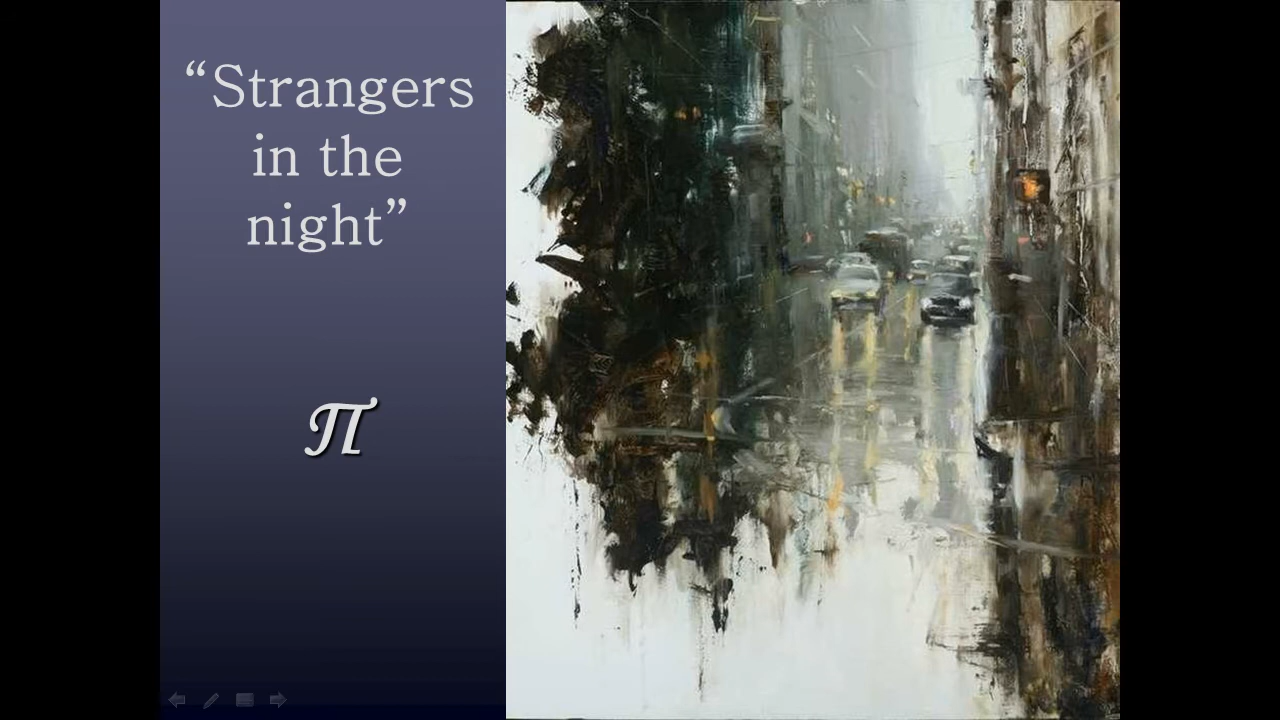 “Strangers
in the
night”
π